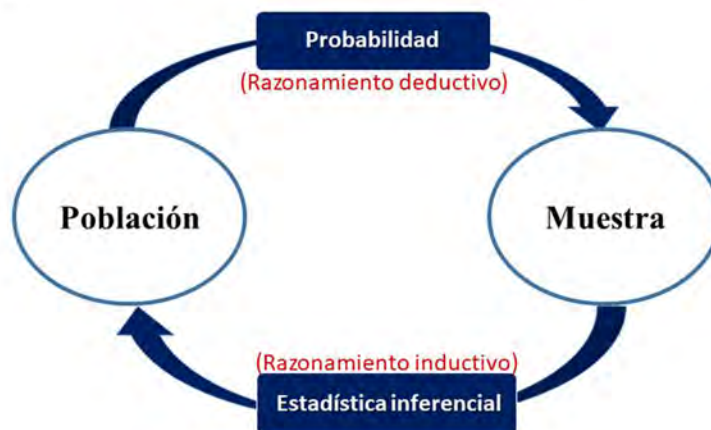 Probabilidad
(Razonamiento deductivo)
Población
Muestra
(Razonamiento inductivo)
Estadística inferencial